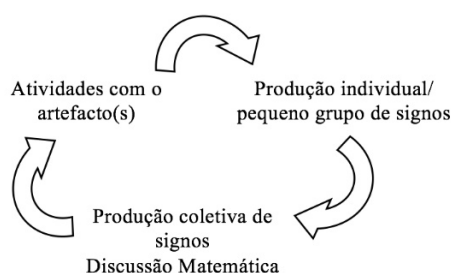 Atividades com o
artefacto(s)
Produção individual/
pequeno grupo de signos
Produção coletiva de
signos
Discussão Matemática